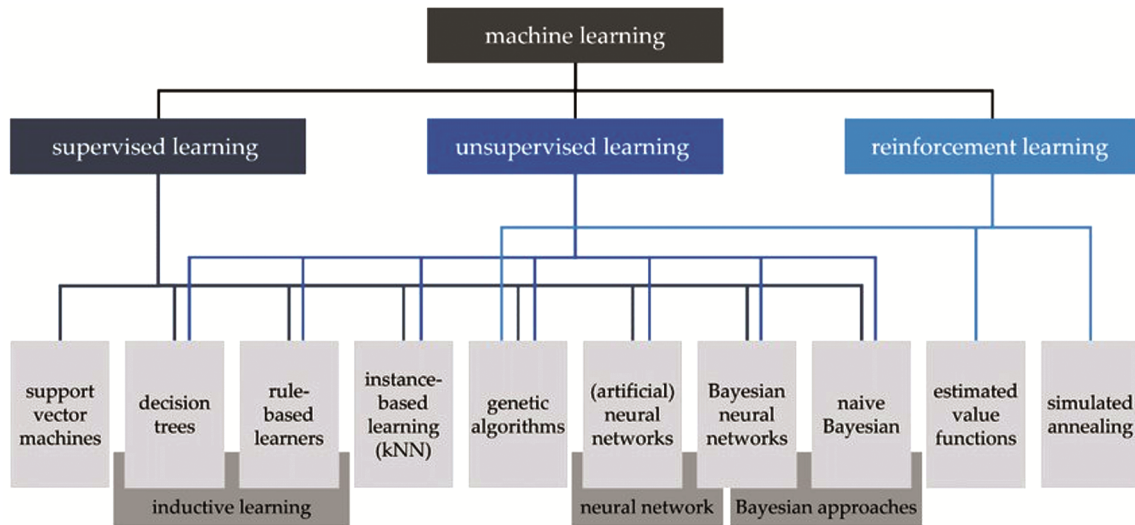 machine learning
supervised learning
unsupervised learning
reinforcement learning
support
vector
machines
decision
trees
rule-
based
learners
instance-
based
learning
(kNN)
genetic
algorithms
(artificial)
neural
networks
Bayesian
neural
networks
naive
Bayesian
estimated
value
functions
simulated
annealing
inductive learning
neural network
Bayesian approaches